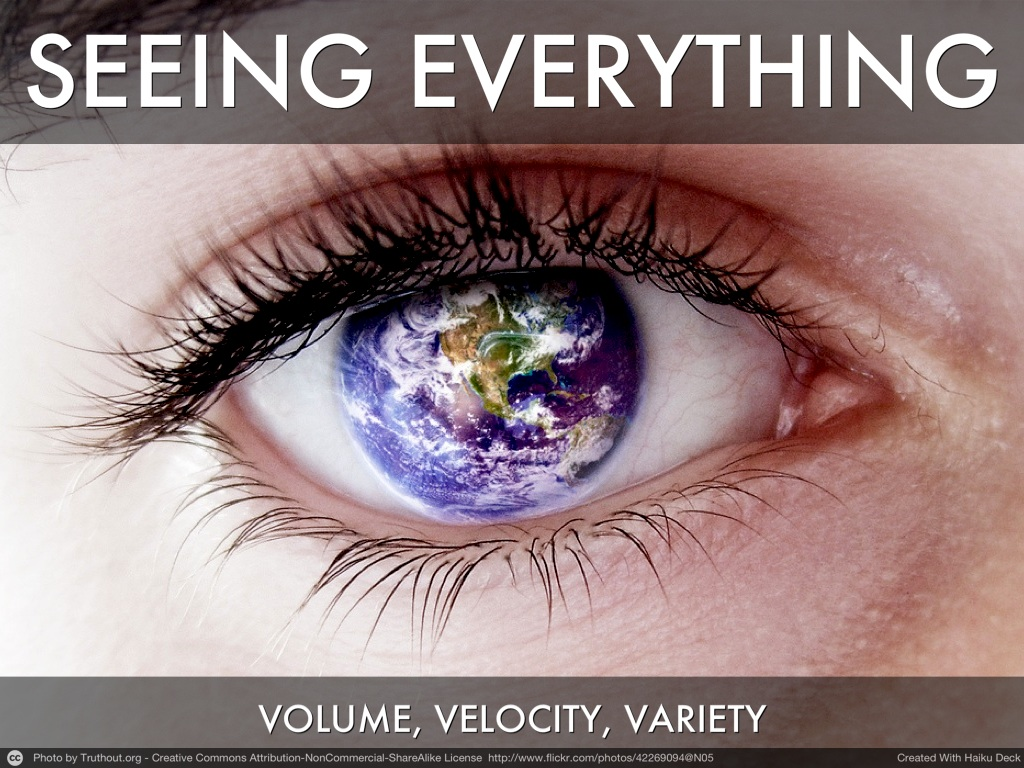 SEEING EVERYTHING
VOLUME, VELOCITY, VARIETY
cc Photo by Truthout.org - Creative Commons Attribution-NonCommercial-ShareAlike License http://www.flickr.com/photos/42269094@N05 Created With Haiku Deck